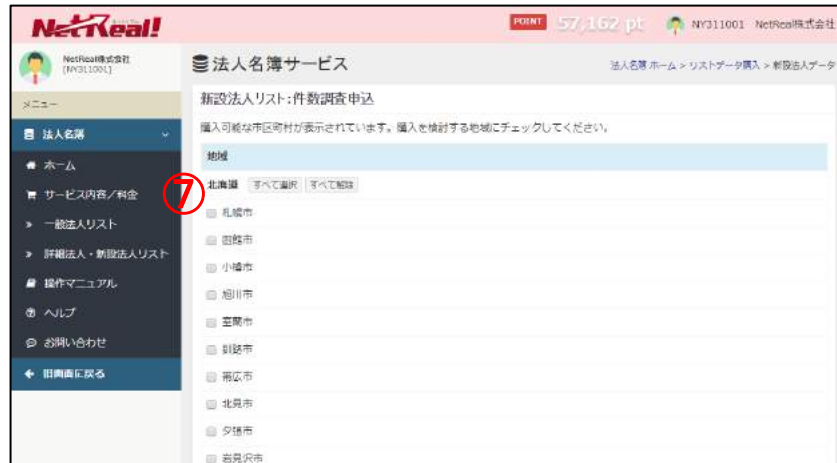 NetReal!
POINT 57,162 pt NY311001 NetReal株式会社
NetReal株式会社
[NY311001]
法人名簿サービス
法人名簿 ホーム > リストデータ購入 > 新設法人データ
メニュー
新設法人リスト:件数調査申込
購入可能な市区町村が表示されています。購入を検討する地域にチェックしてください。
法人名簿
地域
ホーム
⑦
北海道 すべて選択 すべて解除
サービス内容/料金
札幌市
» 一般法人リスト
函館市
» 詳細法人・新設法人リスト
小樽市
操作マニュアル
旭川市
ヘルプ
室蘭市
お問い合わせ
釧路市
旧画面に戻る
帯広市
北見市
夕張市
岩見沢市